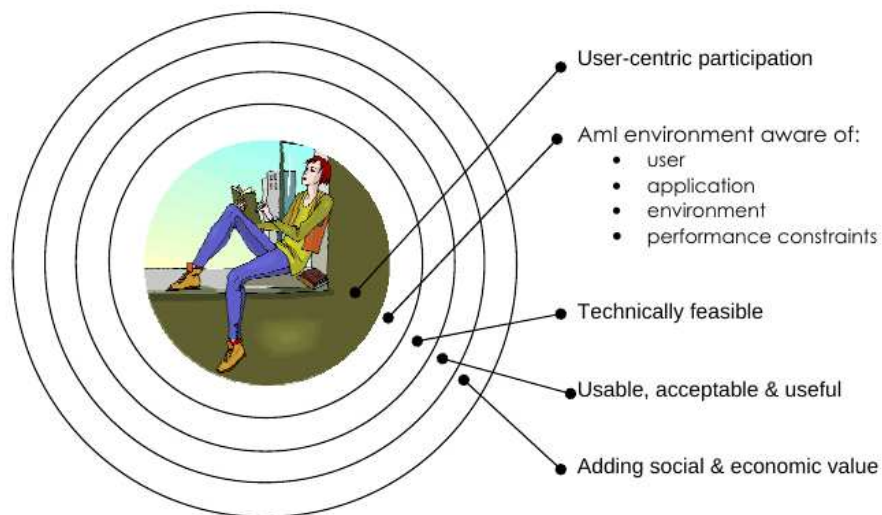 User-centric participation
AmI environment aware of:
• user
• application
• environment
• performance constraints
Technically feasible
Usable, acceptable & useful
Adding social & economic value